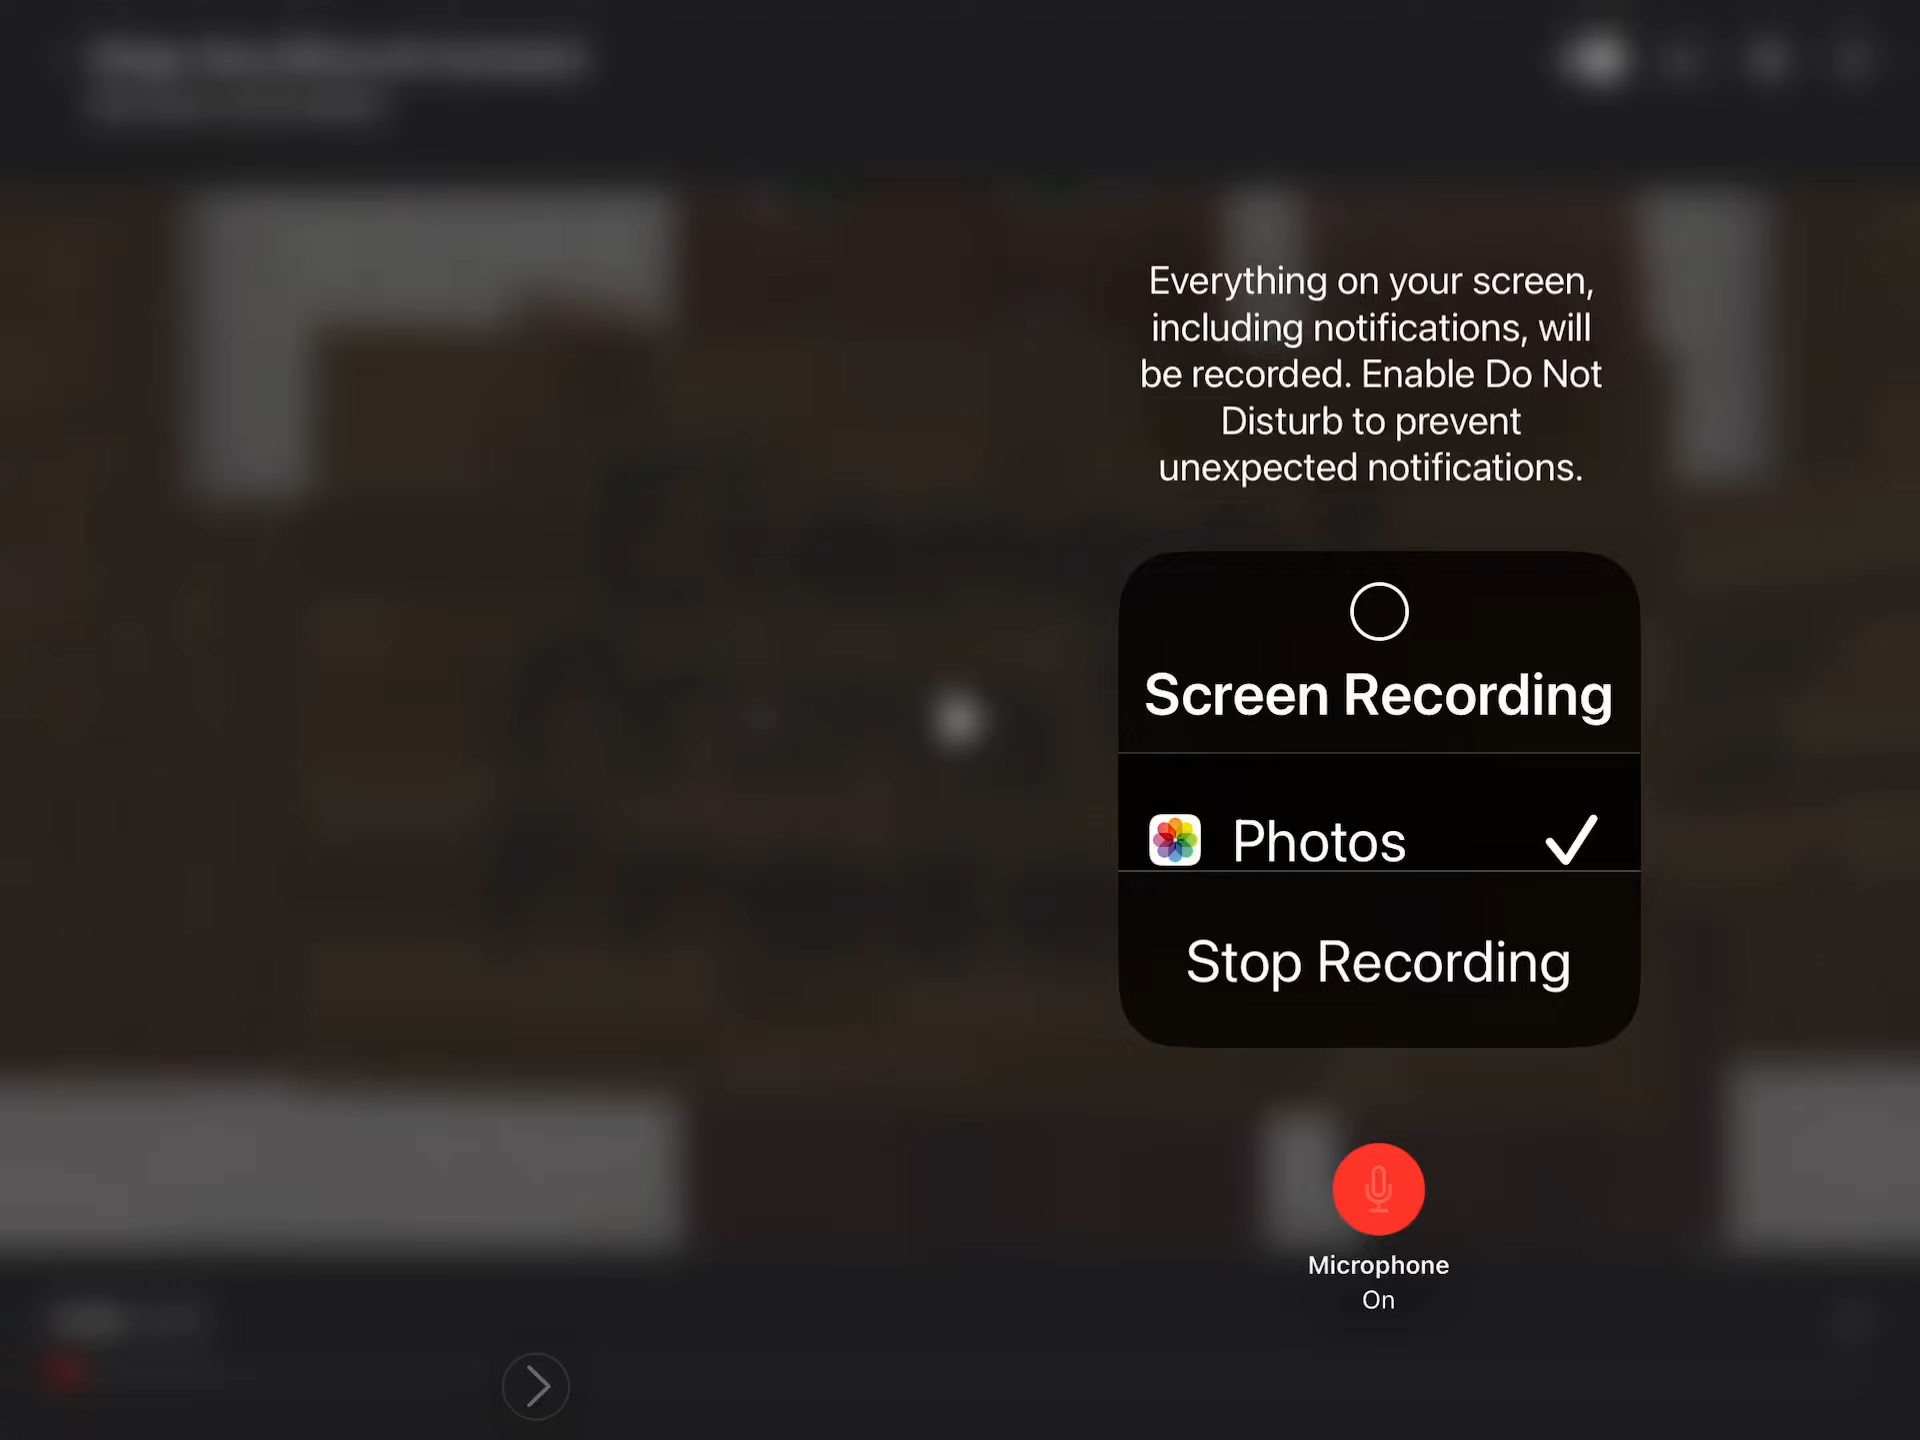 Everything on your screen,
including notifications, will
be recorded. Enable Do Not
Disturb to prevent
unexpected notifications.
Screen Recording
Photos
Stop Recording
Microphone
On